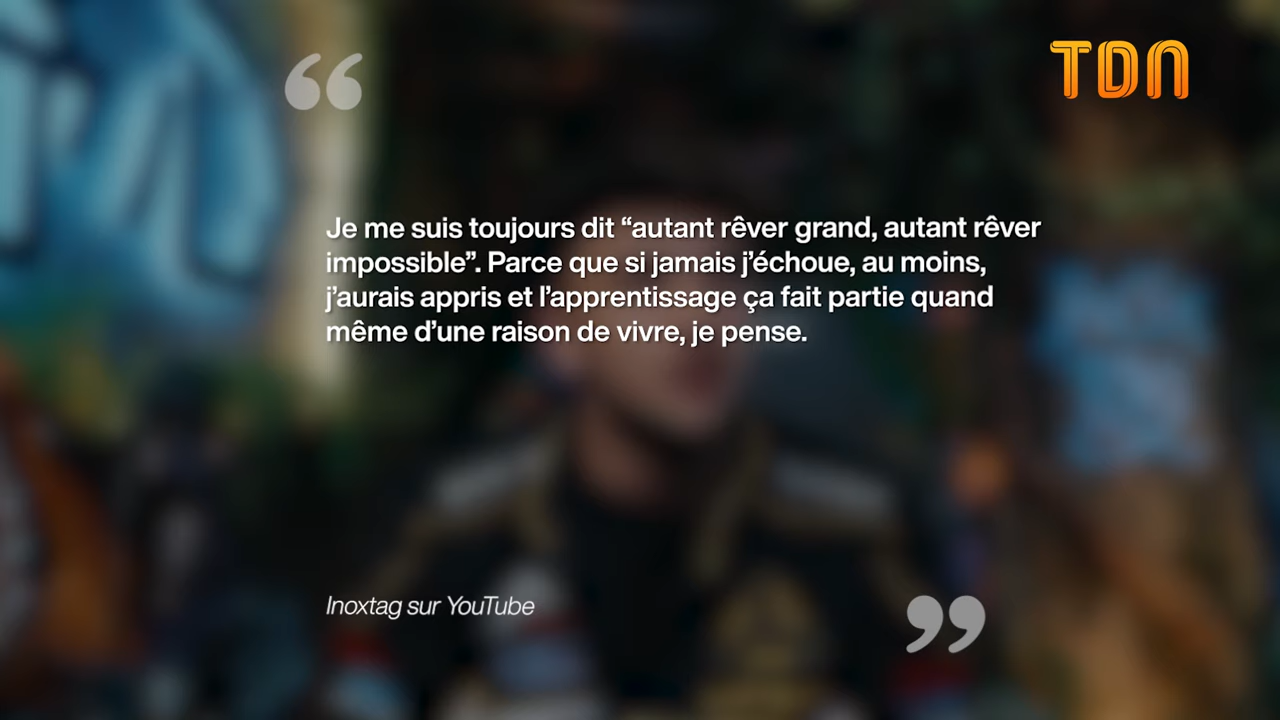 TDN
“
Je me suis toujours dit “autant rêver grand, autant rêver
impossible”. Parce que si jamais j’échoue, au moins,
j’aurais appris et l’apprentissage ça fait partie quand
même d’une raison de vivre, je pense.
Inoxtag sur YouTube
”